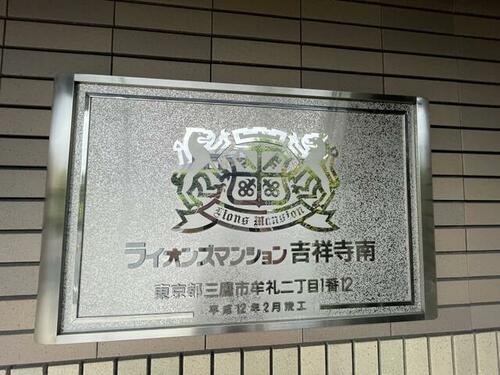 Lions Mansion
ライオンズマンション吉祥寺南
東京都三鷹市牟礼二丁目1番12
平成12年2月竣工